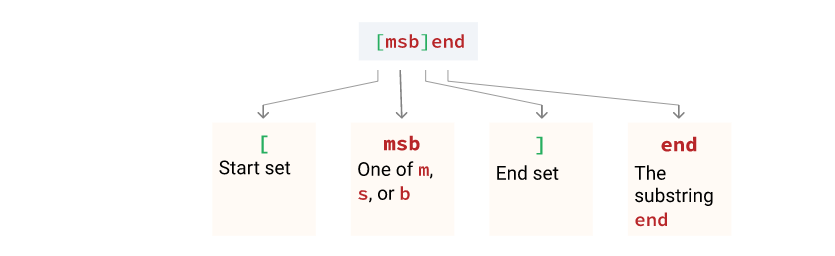 [msb]end
[
Start set
msb
One of m,
s, or b
]
End set
end
The
substring
end